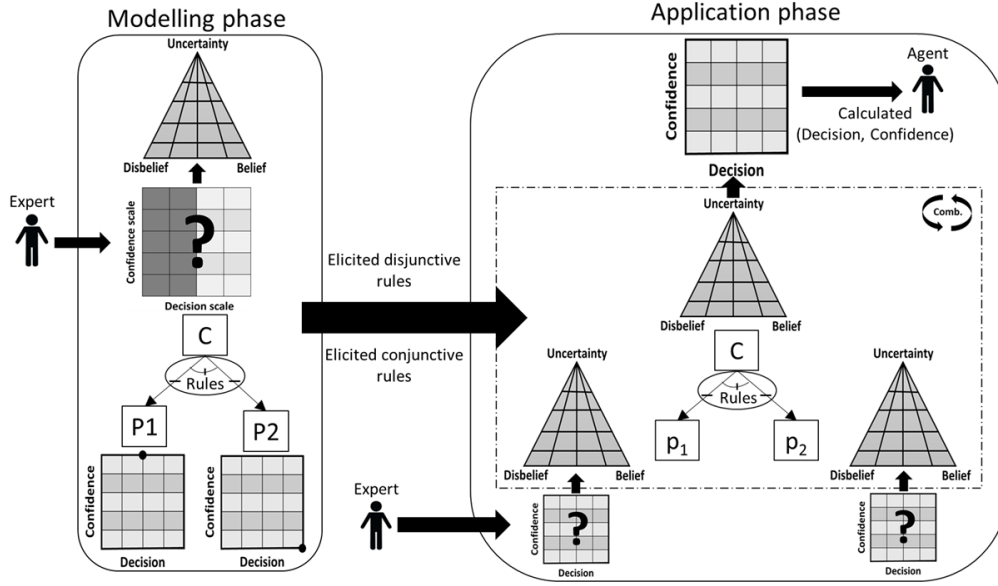 Modelling phase
Uncertainty
Disbelief
Belief
Expert
Confidence scale
?
Decision scale
C
Rules
P1
P2
Confidence
Decision
Confidence
Decision
Elicited disjunctive
rules
Elicited conjunctive
rules
Application phase
Confidence
Decision
Agent
Calculated
(Decision, Confidence)
Comb.
Uncertainty
Disbelief
Belief
C
Rules
p1
p2
Uncertainty
Disbelief
Belief
Uncertainty
Disbelief
Belief
Expert
Confidence
?
Decision
Confidence
?
Decision